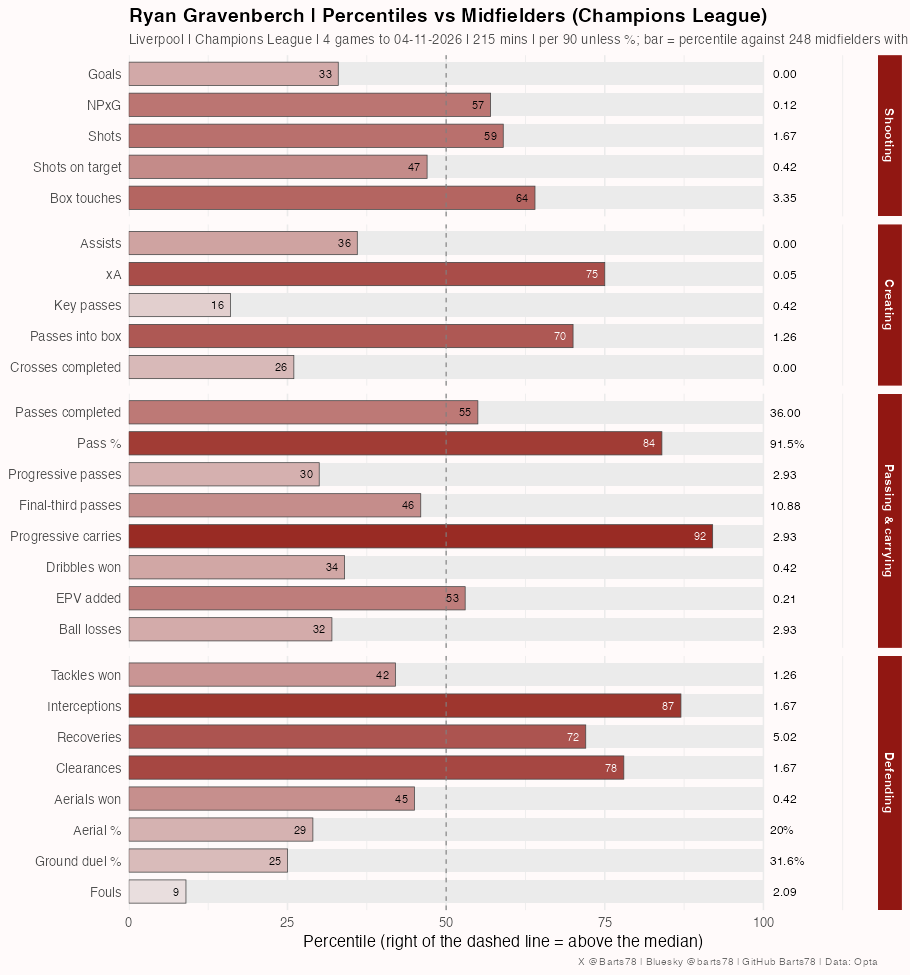 Ryan Gravenberch | Percentiles vs Midfielders (Champions League)
Liverpool | Champions League | 4 games to 04-11-2026 | 215 mins | per 90 unless %; bar = percentile against 248 midfielders with
Goals 33 0.00
NPxG 57 0.12
Shots 59 1.67
Shots on target 47 0.42
Box touches 64 3.35
Shooting
Assists 36 0.00
xA 75 0.05
Key passes 16 0.42
Passes into box 70 1.26
Crosses completed 26 0.00
Creating
Passes completed 55 36.00
Pass % 84 91.5%
Progressive passes 30 2.93
Final-third passes 46 10.88
Progressive carries 92 2.93
Dribbles won 34 0.42
EPV added 53 0.21
Ball losses 32 2.93
Passing & carrying
Tackles won 42 1.26
Interceptions 87 1.67
Recoveries 72 5.02
Clearances 78 1.67
Aerials won 45 0.42
Aerial % 29 20%
Ground duel % 25 31.6%
Fouls 9 2.09
Defending
0 25 50 75 100
Percentile (right of the dashed line = above the median)
X @Barts78 | Bluesky @barts78 | GitHub Barts78 | Data: Opta